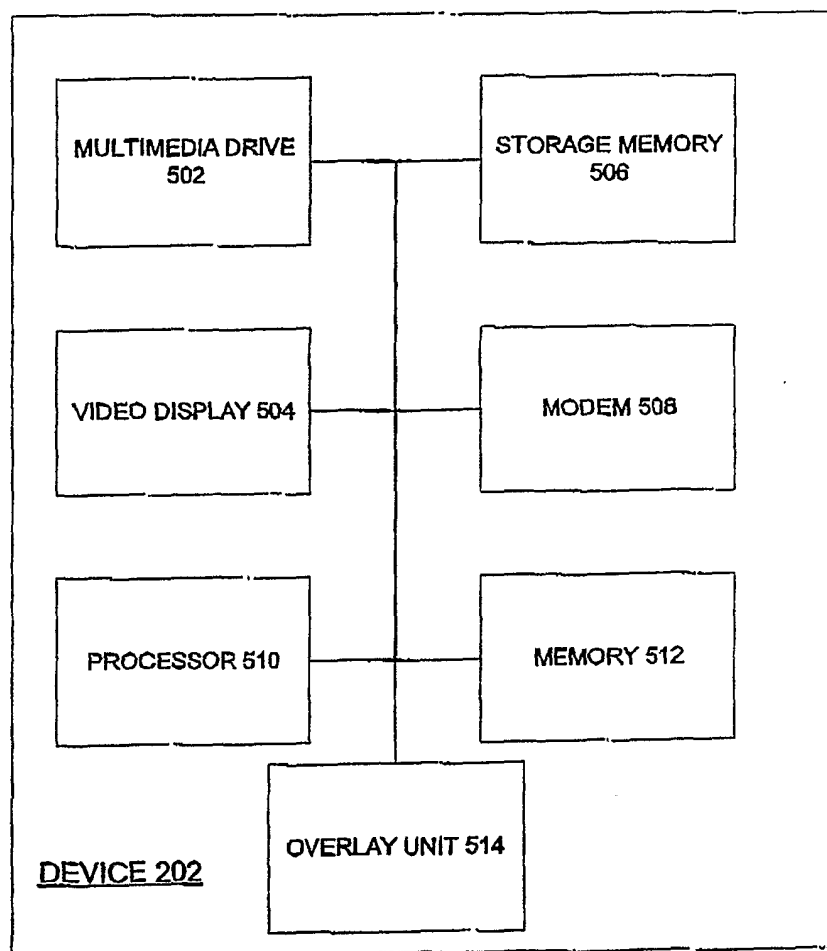 MULTIMEDIA DRIVE
502
STORAGE MEMORY
506
VIDEO DISPLAY 504
MODEM 508
PROCESSOR 510
MEMORY 512
OVERLAY UNIT 514
DEVICE 202